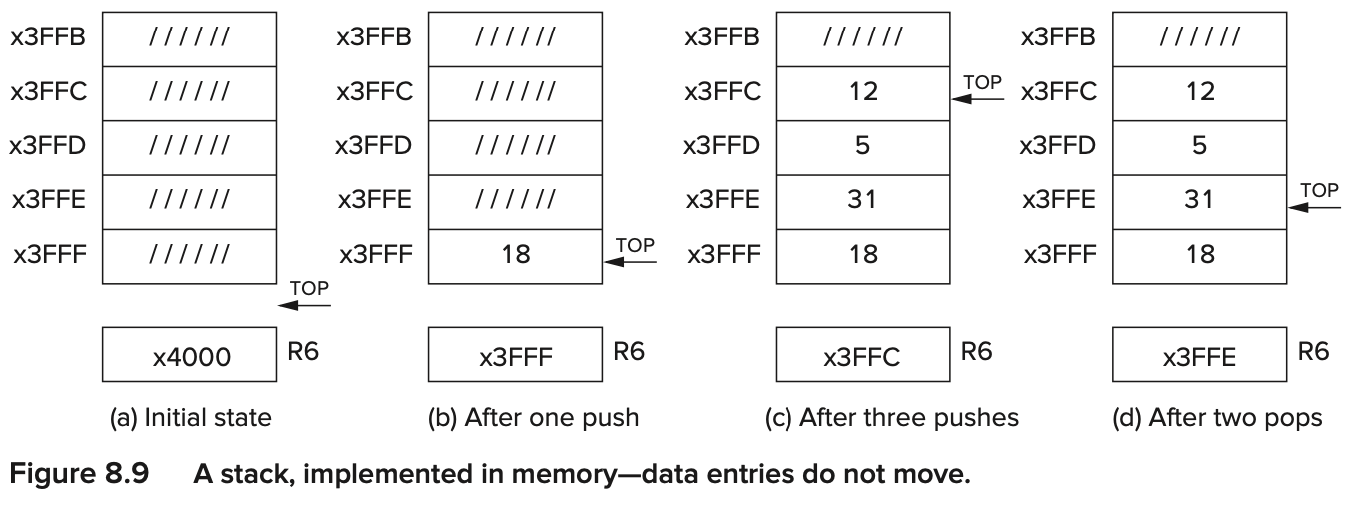 x3FFB ////// x3FFB ////// x3FFB ////// x3FFB //////
x3FFC ////// x3FFC ////// x3FFC 12 TOP x3FFC 12
x3FFD ////// x3FFD ////// x3FFD 5 x3FFD 5
x3FFE ////// x3FFE ////// x3FFE 31 x3FFE 31 TOP
x3FFF ////// x3FFF 18 TOP x3FFF 18 x3FFF 18
TOP
x4000 R6 x3FFF R6 x3FFC R6 x3FFE R6
(a) Initial state (b) After one push (c) After three pushes (d) After two pops
Figure 8.9 A stack, implemented in memory—data entries do not move.